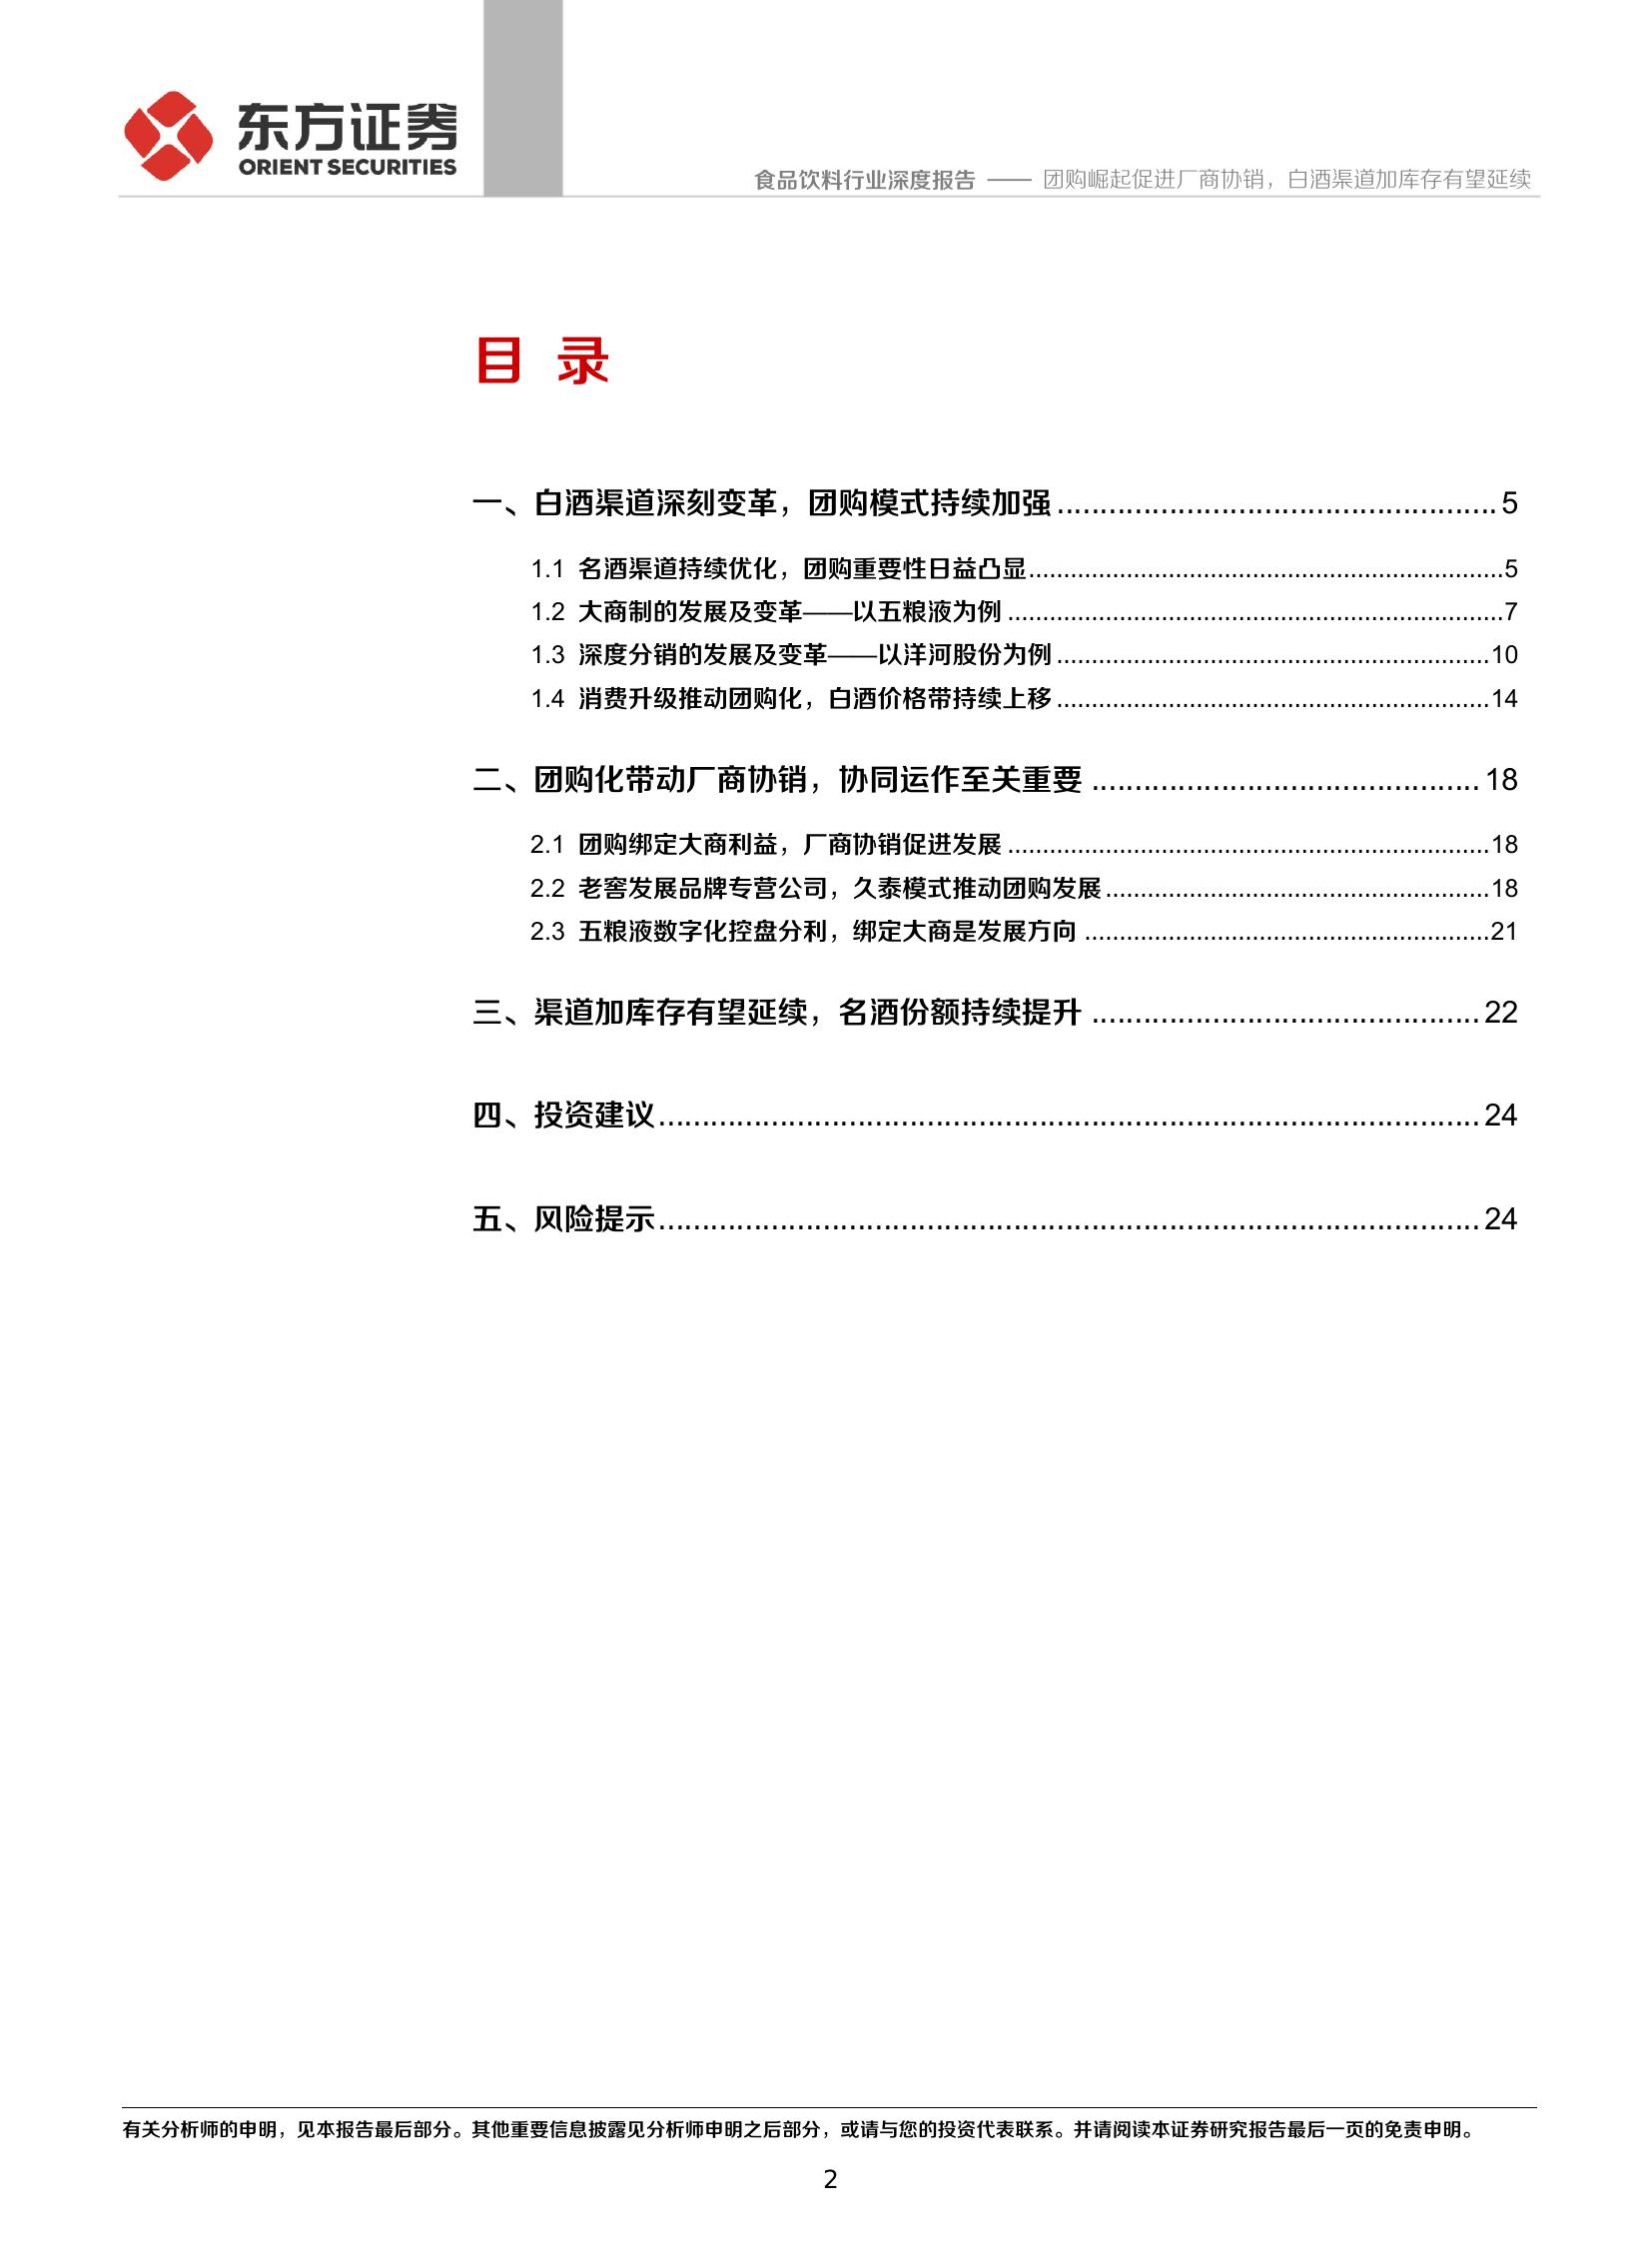 东方证券
ORIENT SECURITIES
食品饮料行业深度报告 —— 团购崛起促进厂商协销，白酒渠道加库存有望延续
目 录
一、白酒渠道深刻变革，团购模式持续加强 .................................................. 5
1.1 名酒渠道持续优化，团购重要性日益凸显....................................................................5
1.2 大商制的发展及变革——以五粮液为例 .......................................................................7
1.3 深度分销的发展及变革——以洋河股份为例 ..............................................................10
1.4 消费升级推动团购化，白酒价格带持续上移 ..............................................................14
二、团购化带动厂商协销，协同运作至关重要 ............................................ 18
2.1 团购绑定大商利益，厂商协销促进发展 .....................................................................18
2.2 老窖发展品牌专营公司，久泰模式推动团购发展.......................................................18
2.3 五粮液数字化控盘分利，绑定大商是发展方向 ..........................................................21
三、渠道加库存有望延续，名酒份额持续提升 ............................................ 22
四、投资建议.............................................................................................. 24
五、风险提示.............................................................................................. 24
有关分析师的申明，见本报告最后部分。其他重要信息披露见分析师申明之后部分，或请与您的投资代表联系。并请阅读本证券研究报告最后一页的免责申明。
2